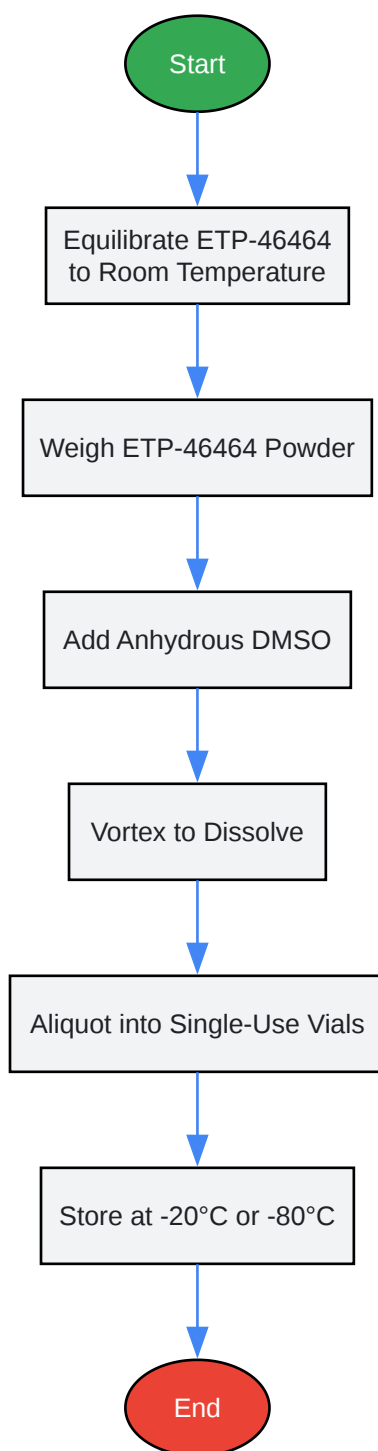 Start
Equilibrate ETP-46464
to Room Temperature
Weigh ETP-46464 Powder
Add Anhydrous DMSO
Vortex to Dissolve
Aliquot into Single-Use Vials
Store at -20°C or -80°C
End